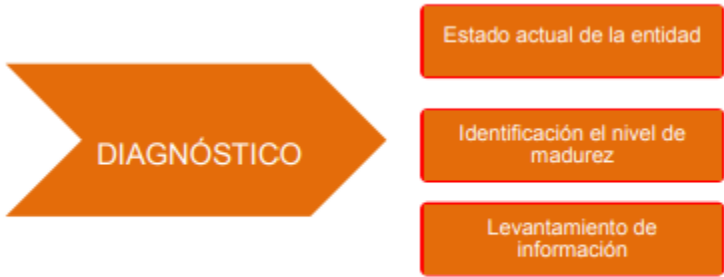 DIAGNÓSTICO
Estado actual de la entidad
Identificación el nivel de
madurez
Levantamiento de
información